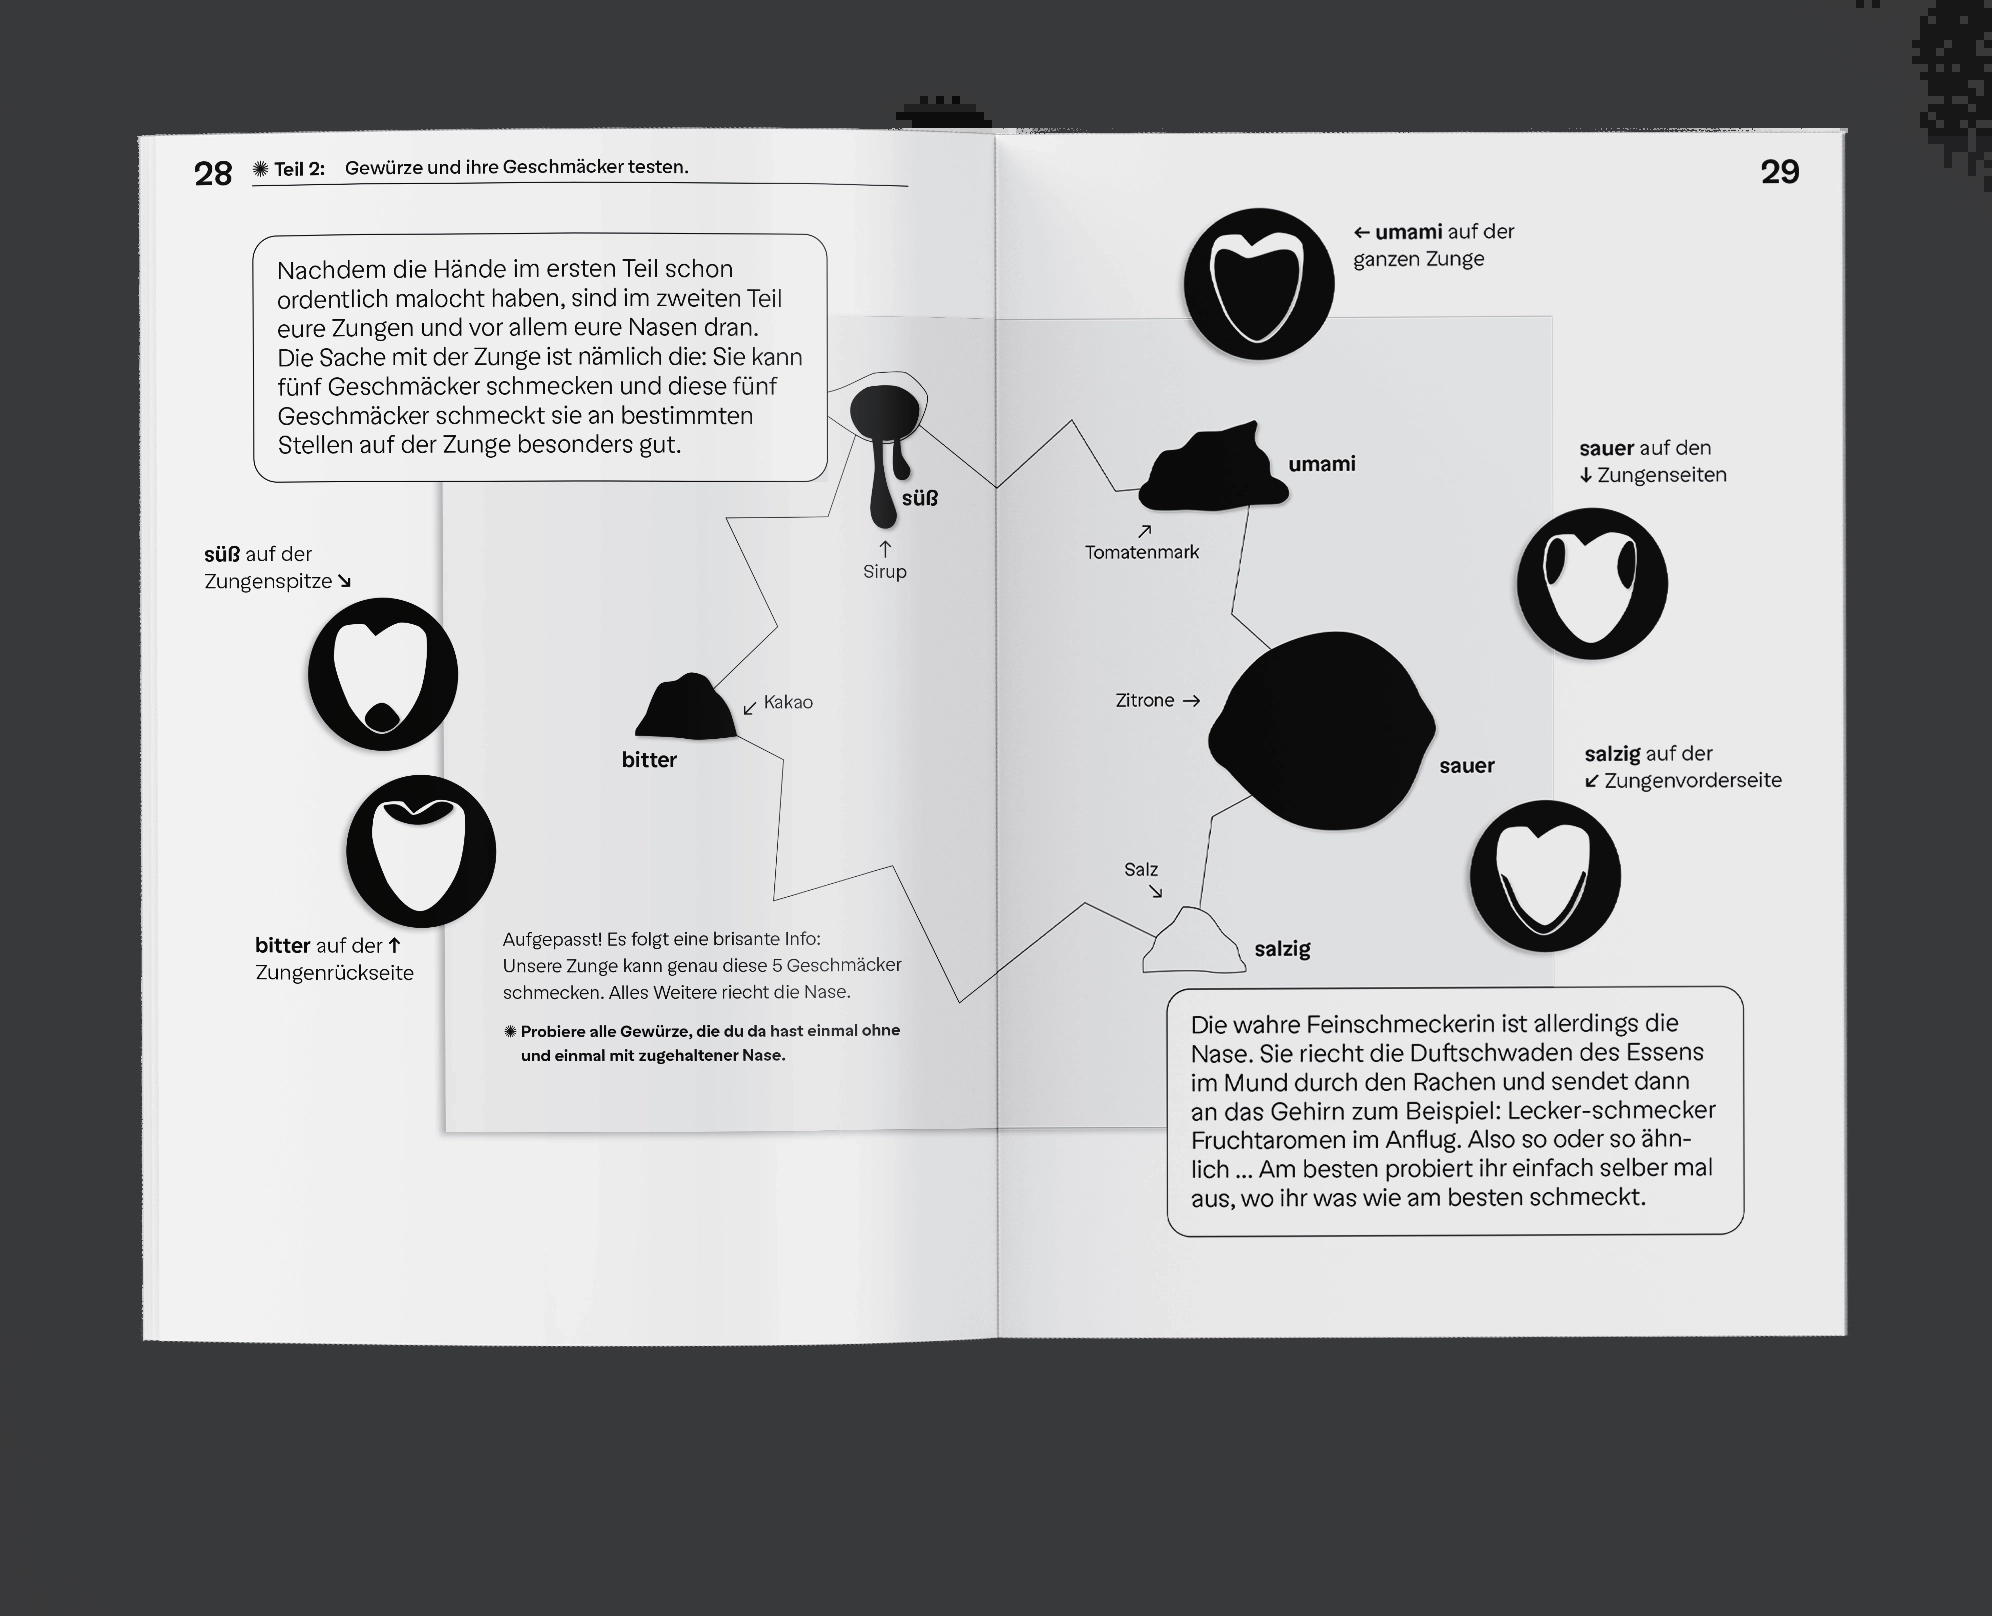 28 ✺ Teil 2: Gewürze und ihre Geschmäcker testen.
Nachdem die Hände im ersten Teil schon
ordentlich malocht haben, sind im zweiten Teil
eure Zungen und vor allem eure Nasen dran.
Die Sache mit der Zunge ist nämlich die: Sie kann
fünf Geschmäcker schmecken und diese fünf
Geschmäcker schmeckt sie an bestimmten
Stellen auf der Zunge besonders gut.
süß
↑
Sirup
süß auf der
Zungenspitze ↘
↙ Kakao
bitter
bitter auf der ↑
Zungenrückseite
Aufgepasst! Es folgt eine brisante Info:
Unsere Zunge kann genau diese 5 Geschmäcker
schmecken. Alles Weitere riecht die Nase.
✺ Probiere alle Gewürze, die du da hast einmal ohne
und einmal mit zugehaltener Nase.
29
← umami auf der
ganzen Zunge
umami
↗
Tomatenmark
sauer auf den
↓ Zungenseiten
Zitrone →
sauer
salzig auf der
↙ Zungenvorderseite
Salz
↘
salzig
Die wahre Feinschmeckerin ist allerdings die
Nase. Sie riecht die Duftschwaden des Essens
im Mund durch den Rachen und sendet dann
an das Gehirn zum Beispiel: Lecker-schmecker
Fruchtaromen im Anflug. Also so oder so ähn-
lich ... Am besten probiert ihr einfach selber mal
aus, wo ihr was wie am besten schmeckt.